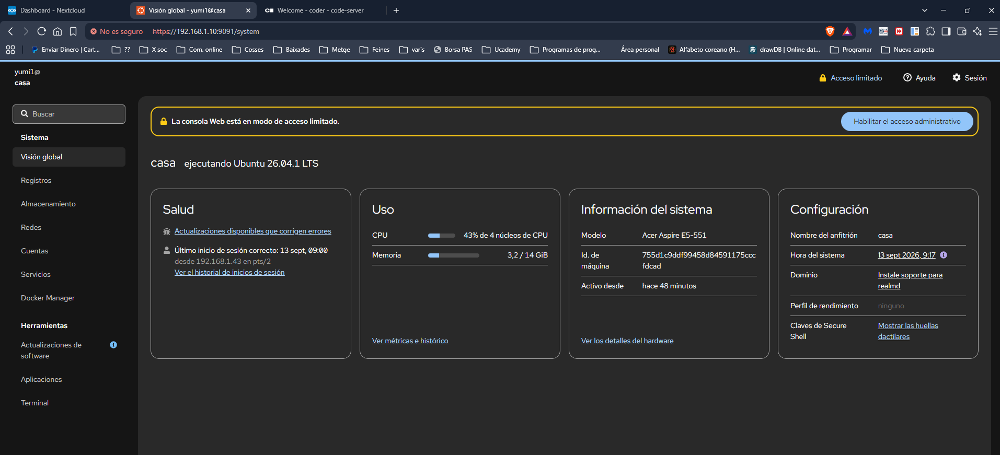 Dashboard - Nextcloud
Visión global - yumi1@casa
Welcome - coder - code-server
No es seguro https://192.168.1.10:9091/system
Enviar Dinero | Cart...
??
X soc
Com. online
Cosses
Baixades
Metge
Feines
varis
Borsa PAS
Ucademy
Programas de prog...
Área personal
Alfabeto coreano (H...
drawDB | Online dat...
Programar
Nueva carpeta
yumi1@
casa
Acceso limitado
Ayuda
Sesión
Buscar
Sistema
Visión global
Registros
Almacenamiento
Redes
Cuentas
Servicios
Docker Manager
Herramientas
Actualizaciones de
software
Aplicaciones
Terminal
La consola Web está en modo de acceso limitado.
Habilitar el acceso administrativo
casa ejecutando Ubuntu 26.04.1 LTS
Salud
Actualizaciones disponibles que corrigen errores
Último inicio de sesión correcto: 13 sept, 09:00
desde 192.168.1.43 en pts/2
Ver el historial de inicios de sesión
Uso
CPU 43% de 4 núcleos de CPU
Memoria 3,2 / 14 GiB
Ver métricas e histórico
Información del sistema
Modelo Acer Aspire E5-551
Id. de 755d1c9ddf99458d84591175ccc
máquina fdcad
Activo desde hace 48 minutos
Ver los detalles del hardware
Configuración
Nombre del anfitrión casa
Hora del sistema 13 sept 2026, 9:17
Dominio Instale soporte para
realmd
Perfil de rendimiento ninguno
Claves de Secure Mostrar las huellas
Shell dactilares